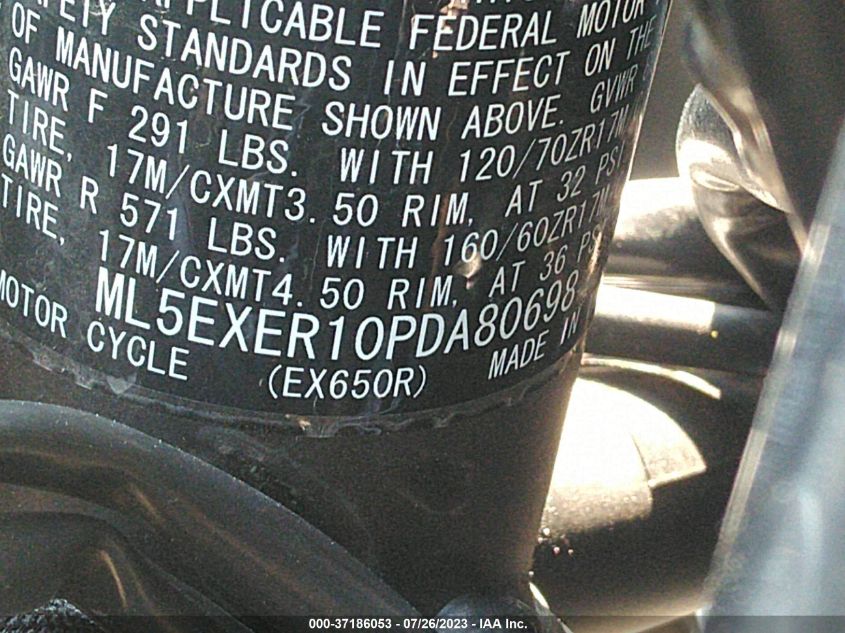 APPLICABLE FEDERAL MOTOR
SAFETY STANDARDS IN EFFECT ON THE
OF MANUFACTURE SHOWN ABOVE. GVWR
GAWR F 291 LBS. WITH 120/70ZR17M
TIRE, 17M/CXMT3.50 RIM, AT 32 PSI
GAWR R 571 LBS. WITH 160/60ZR17M
TIRE, 17M/CXMT4.50 RIM, AT 36 PS
ML5EXER10PDA80698
MOTOR CYCLE (EX650R) MADE IN
000-37186053 - 07/26/2023 - IAA Inc.